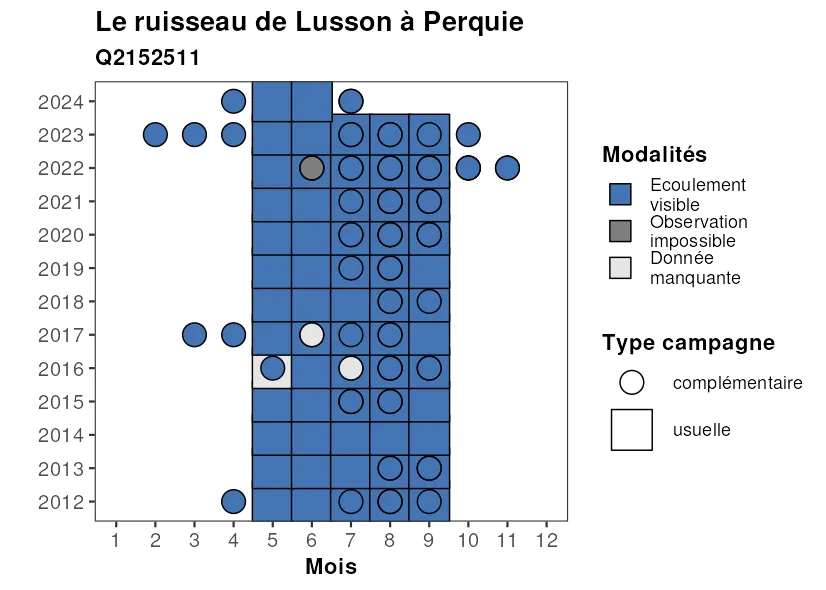 Le ruisseau de Lusson à Perquie
Q2152511
2024
2023
2022
2021
2020
2019
2018
2017
2016
2015
2014
2013
2012
1 2 3 4 5 6 7 8 9 10 11 12
Mois
Modalités
Ecoulement
visible
Observation
impossible
Donnée
manquante
Type campagne
complémentaire
usuelle